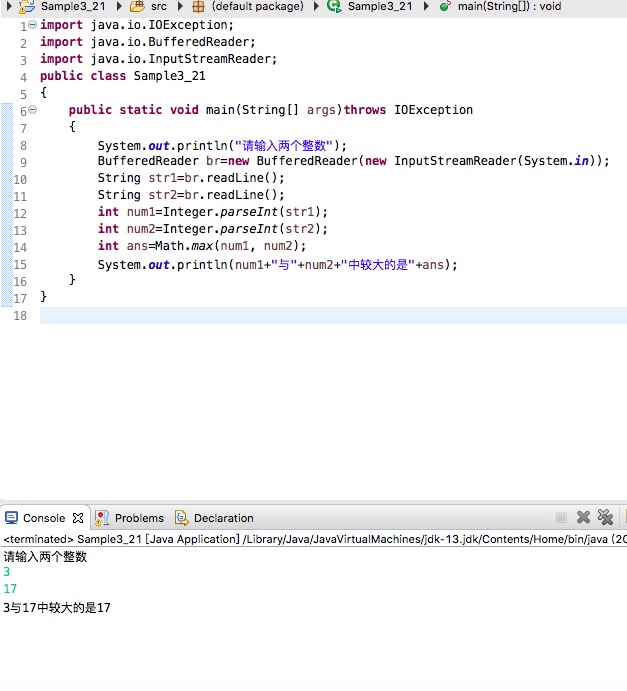 Sample3_21 src (default package) Sample3_21 main(String[]) : void
1 import java.io.IOException;
2 import java.io.BufferedReader;
3 import java.io.InputStreamReader;
4 public class Sample3_21
5 {
6 public static void main(String[] args)throws IOException
7 {
8 System.out.println("请输入两个整数");
9 BufferedReader br=new BufferedReader(new InputStreamReader(System.in));
10 String str1=br.readLine();
11 String str2=br.readLine();
12 int num1=Integer.parseInt(str1);
13 int num2=Integer.parseInt(str2);
14 int ans=Math.max(num1, num2);
15 System.out.println(num1+"与"+num2+"中较大的是"+ans);
16 }
17 }
18
Console Problems Declaration
<terminated> Sample3_21 [Java Application] /Library/Java/JavaVirtualMachines/jdk-13.jdk/Contents/Home/bin/java (20
请输入两个整数
3
17
3与17中较大的是17